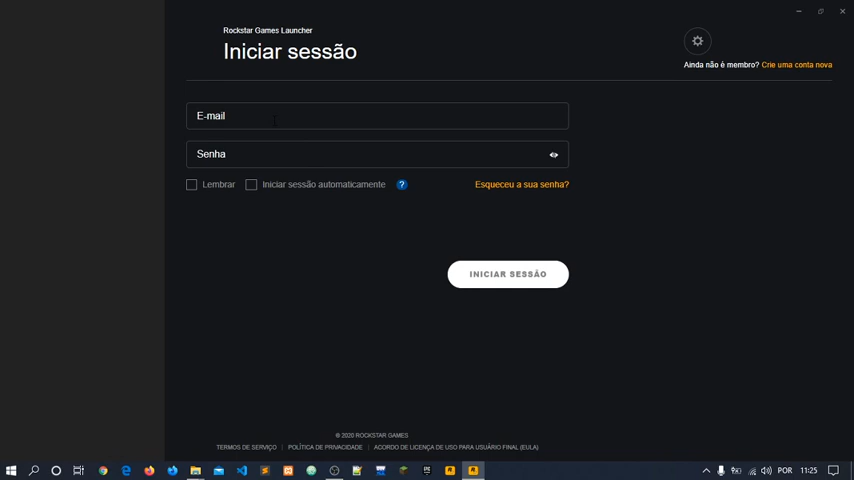 Rockstar Games Launcher
Iniciar sessão
Ainda não é membro? Crie uma conta nova
E-mail
Senha
Lembrar
Iniciar sessão automaticamente
?
Esqueceu a sua senha?
INICIAR SESSÃO
© 2020 ROCKSTAR GAMES
TERMOS DE SERVIÇO | POLÍTICA DE PRIVACIDADE | ACORDO DE LICENÇA DE USO PARA USUÁRIO FINAL (EULA)
POR 11:25